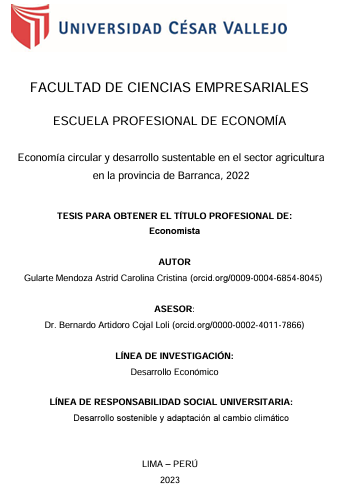 UNIVERSIDAD CÉSAR VALLEJO
FACULTAD DE CIENCIAS EMPRESARIALES
ESCUELA PROFESIONAL DE ECONOMÍA
Economía circular y desarrollo sustentable en el sector agricultura
en la provincia de Barranca, 2022
TESIS PARA OBTENER EL TÍTULO PROFESIONAL DE:
Economista
AUTOR
Gularte Mendoza Astrid Carolina Cristina (orcid.org/0009-0004-6854-8045)
ASESOR:
Dr. Bernardo Artidoro Cojal Loli (orcid.org/0000-0002-4011-7866)
LÍNEA DE INVESTIGACIÓN:
Desarrollo Económico
LÍNEA DE RESPONSABILIDAD SOCIAL UNIVERSITARIA:
Desarrollo sostenible y adaptación al cambio climático
LIMA – PERÚ
2023